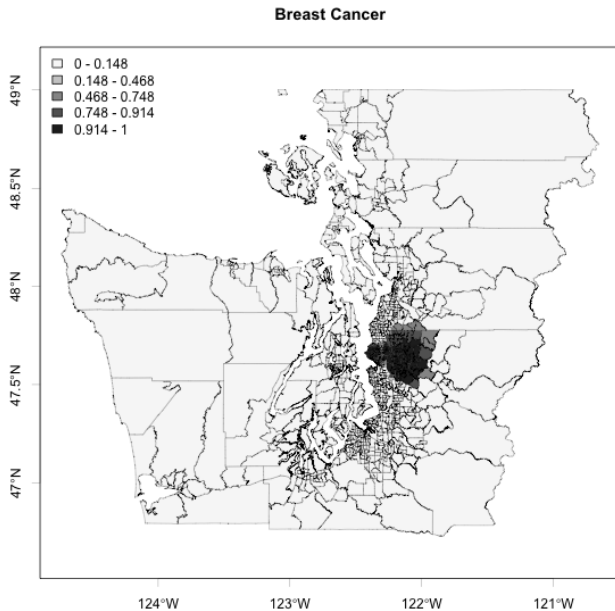 Breast Cancer
0 - 0.148
0.148 - 0.468
0.468 - 0.748
0.748 - 0.914
0.914 - 1
49°N
48.5°N
48°N
47.5°N
47°N
124°W 123°W 122°W 121°W